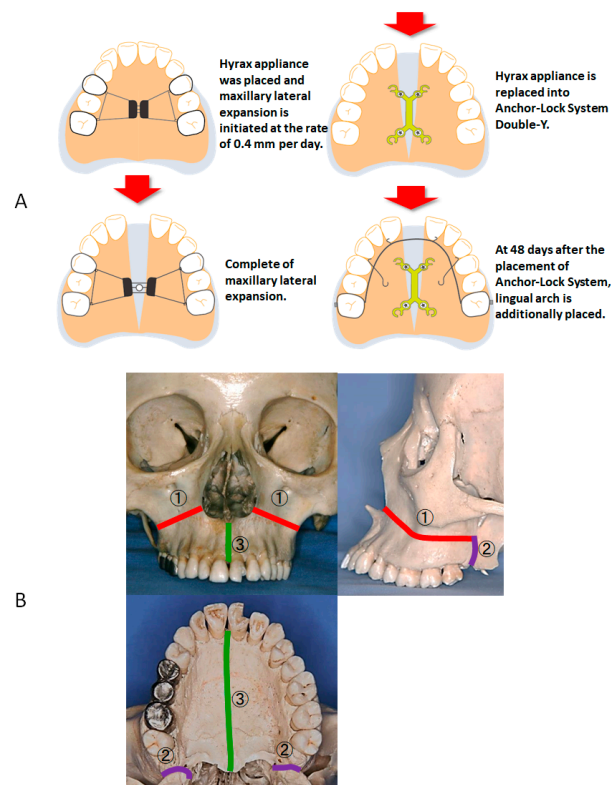 Hyrax appliance
was placed and
maxillary lateral
expansion is
initiated at the rate
of 0.4 mm per day.
Hyrax appliance is
replaced into
Anchor-Lock System
Double-Y.
A
Complete of
maxillary lateral
expansion.
At 48 days after the
placement of
Anchor-Lock System,
lingual arch is
additionally placed.
①
①
③
①
②
B
③
②
②